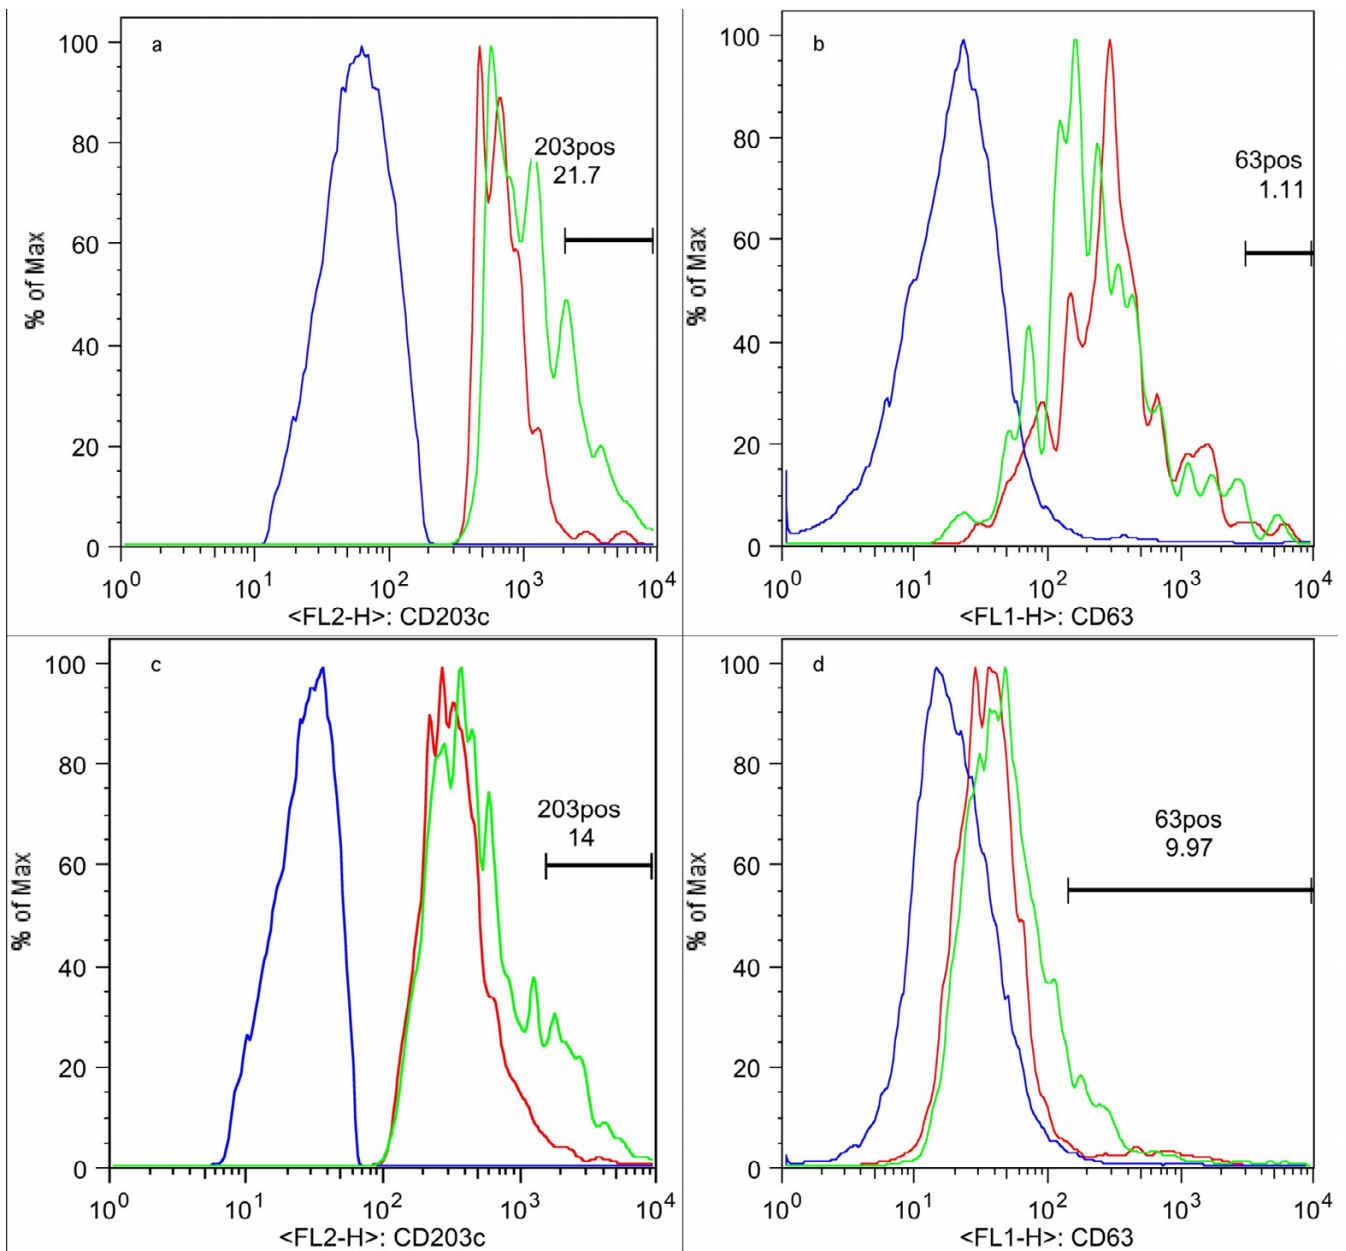 a
100
80
60
40
20
0
% of Max
203pos
21.7
10^0 10^1 10^2 10^3 10^4
<FL2-H>: CD203c
b
100
80
60
40
20
0
% of Max
63pos
1.11
10^0 10^1 10^2 10^3 10^4
<FL1-H>: CD63
c
100
80
60
40
20
0
% of Max
203pos
14
10^0 10^1 10^2 10^3 10^4
<FL2-H>: CD203c
d
100
80
60
40
20
0
% of Max
63pos
9.97
10^0 10^1 10^2 10^3 10^4
<FL1-H>: CD63